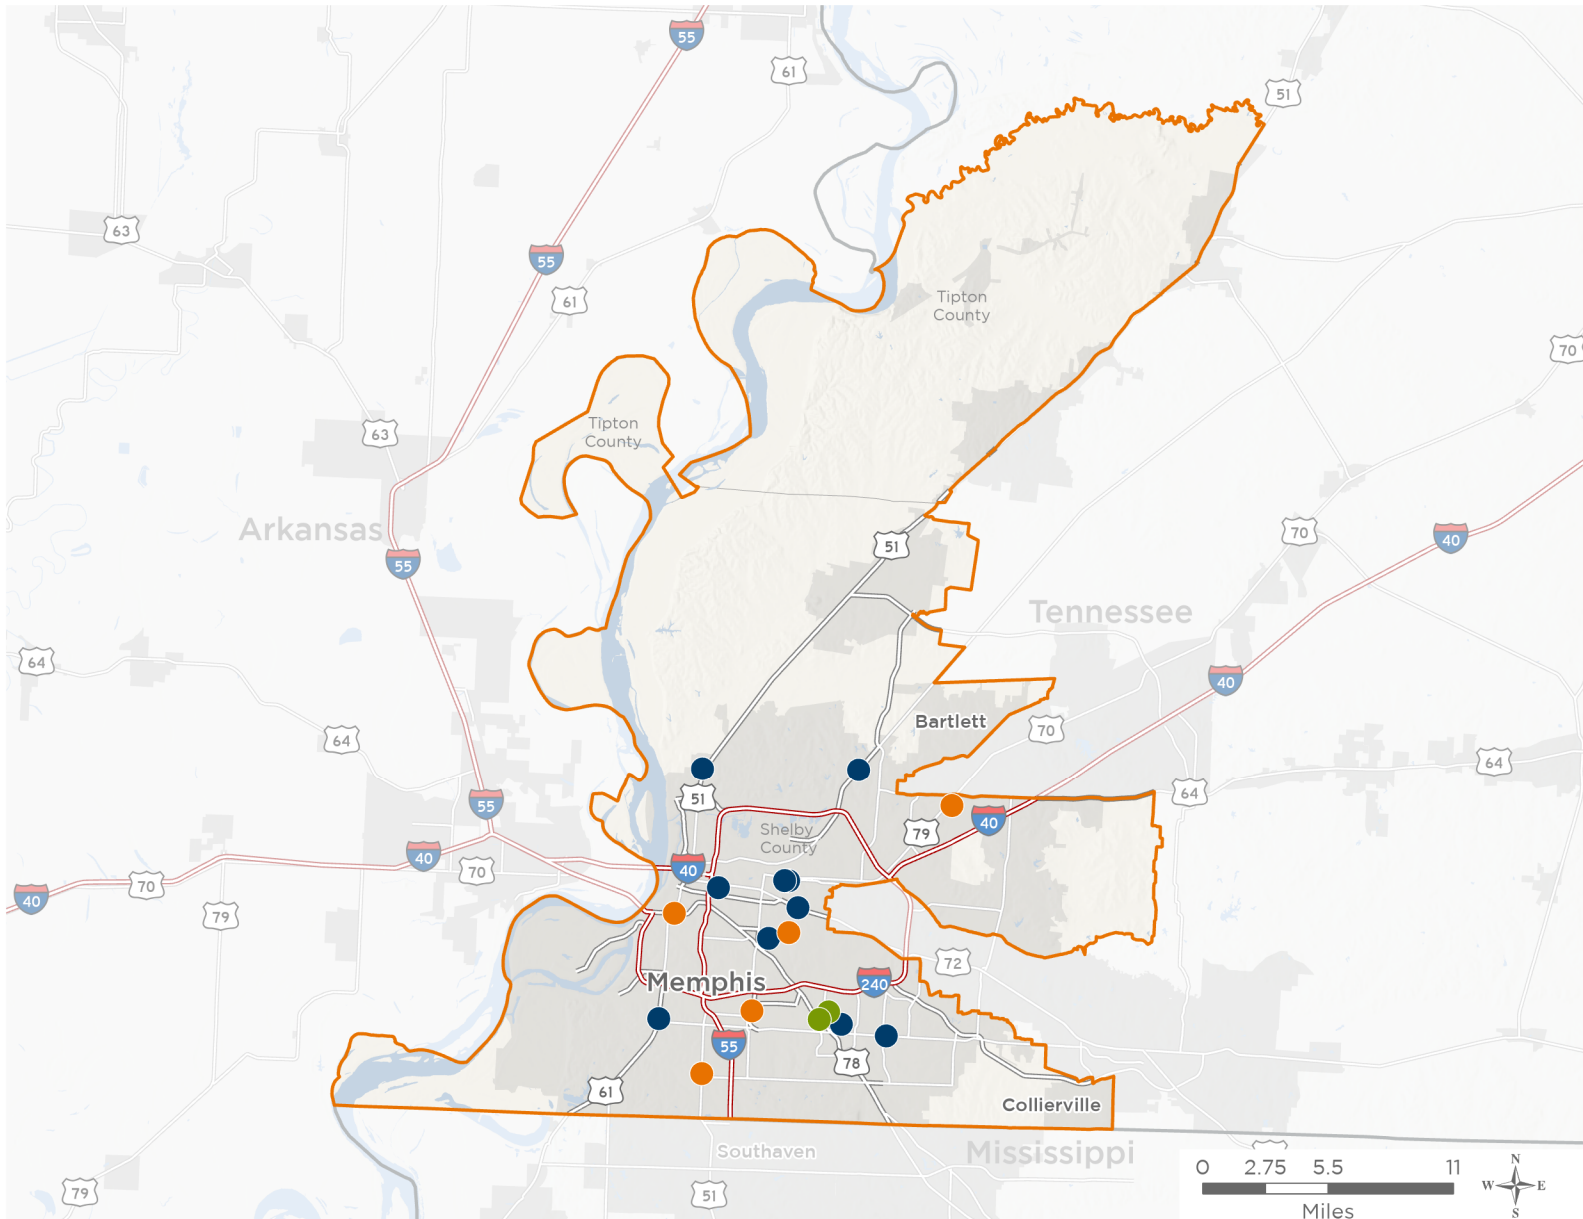 55
61
51
63
55
61
Tipton
County
70
Tipton
County
63
Arkansas
70
40
51
55
Tennessee
64
40
Bartlett
70
64
64
64
51
55
40
79
Shelby
County
40
70
40
70
40
79
72
Memphis
240
55
78
61
Collierville
Southaven
Mississippi
79
51
0 2.75 5.5 11
Miles
N
W E
S